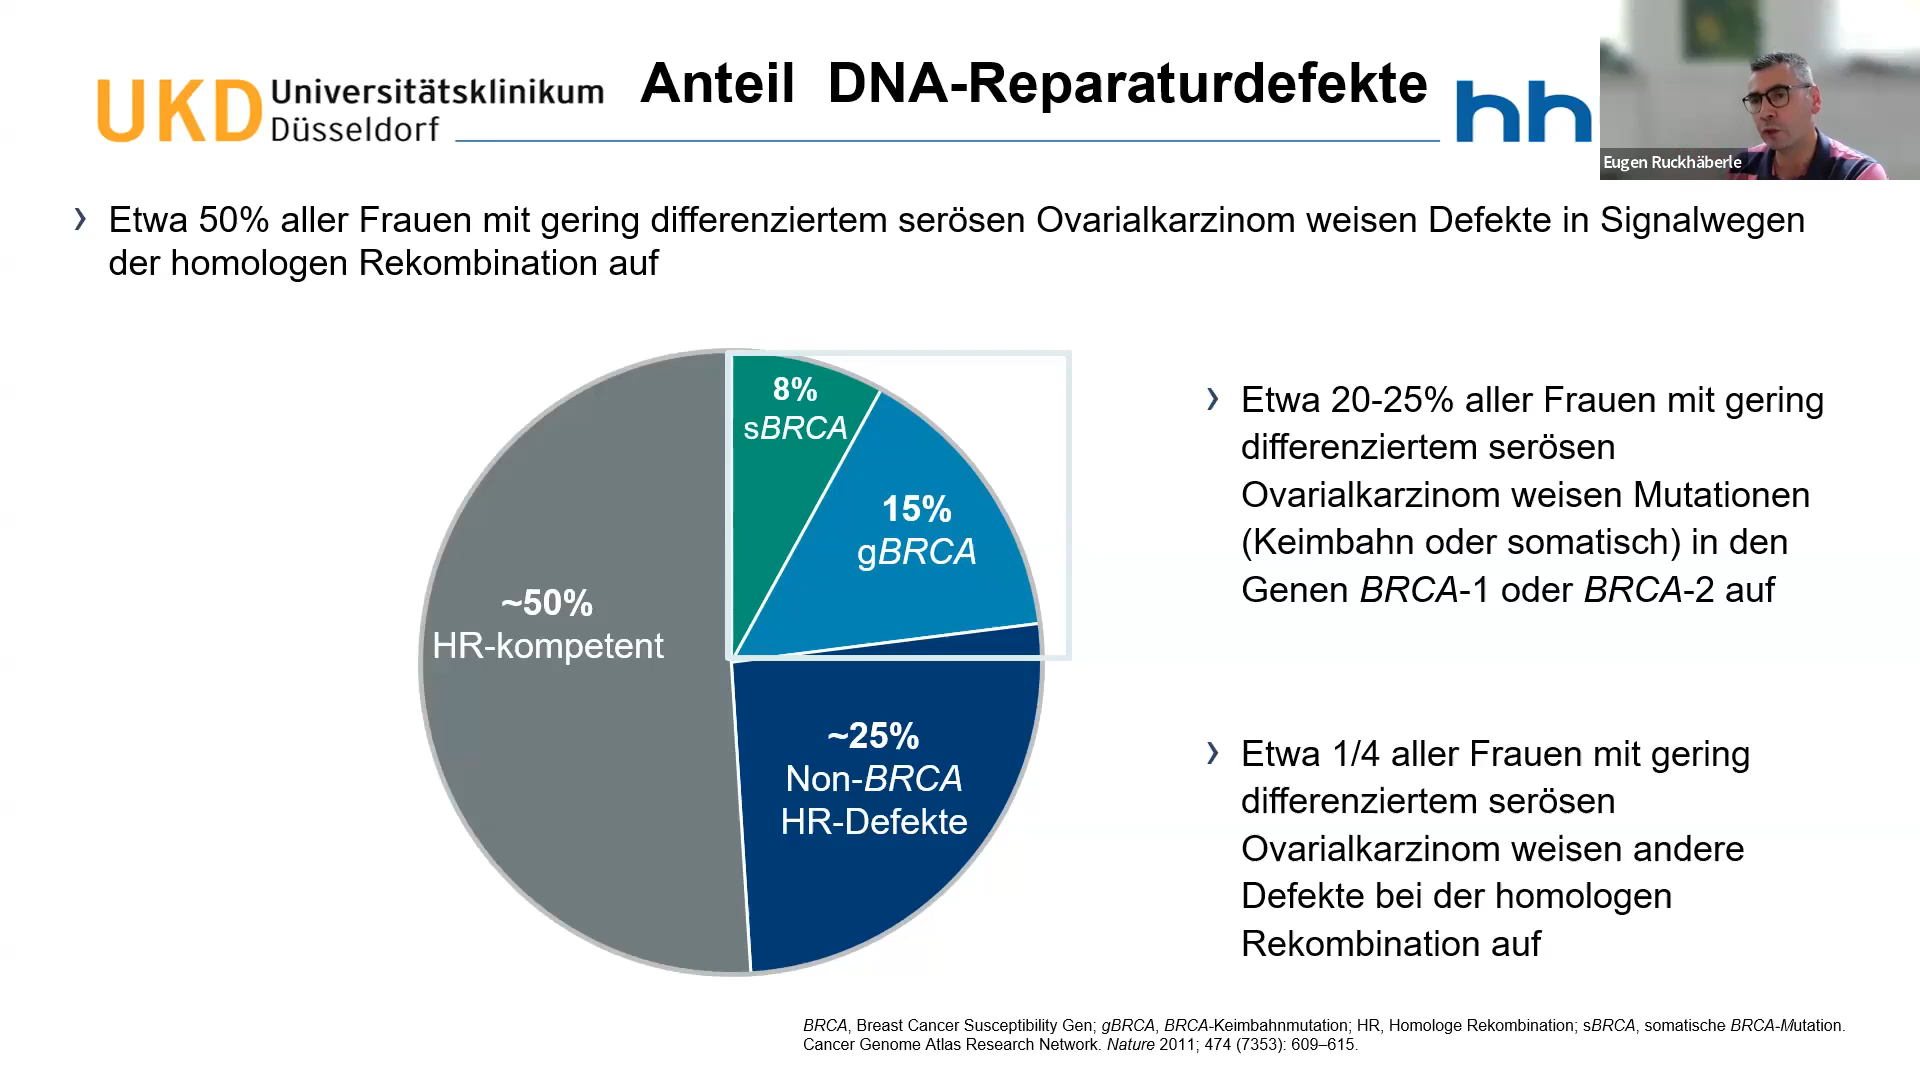 UKD Universitätsklinikum
Düsseldorf
Anteil DNA-Reparaturdefekte
hh
Eugen Ruckhäberle
› Etwa 50% aller Frauen mit gering differenziertem serösen Ovarialkarzinom weisen Defekte in Signalwegen
der homologen Rekombination auf
8%
sBRCA
15%
gBRCA
~50%
HR-kompetent
~25%
Non-BRCA
HR-Defekte
› Etwa 20-25% aller Frauen mit gering
differenziertem serösen
Ovarialkarzinom weisen Mutationen
(Keimbahn oder somatisch) in den
Genen BRCA-1 oder BRCA-2 auf
› Etwa 1/4 aller Frauen mit gering
differenziertem serösen
Ovarialkarzinom weisen andere
Defekte bei der homologen
Rekombination auf
BRCA, Breast Cancer Susceptibility Gen; gBRCA, BRCA-Keimbahnmutation; HR, Homologe Rekombination; sBRCA, somatische BRCA-Mutation.
Cancer Genome Atlas Research Network. Nature 2011; 474 (7353): 609–615.